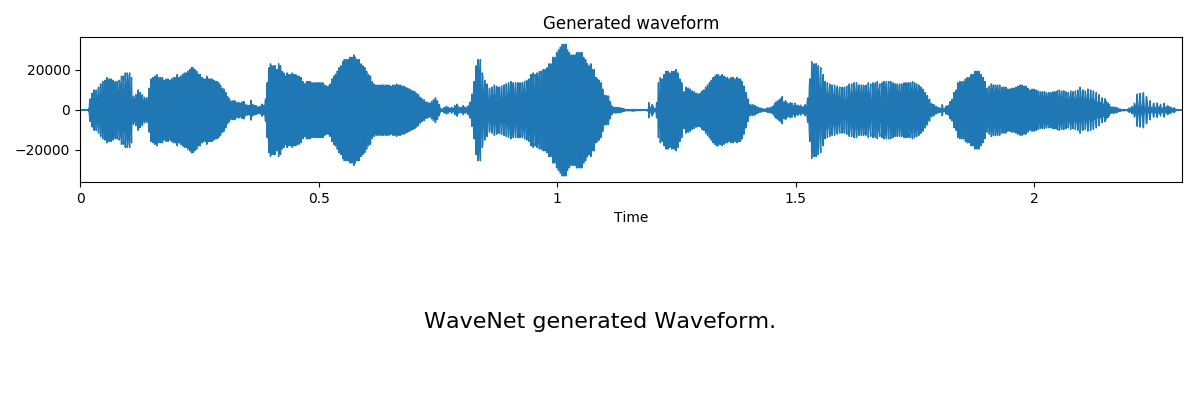 Generated waveform
20000
0
−20000
0 0.5 1 1.5 2
Time
WaveNet generated Waveform.